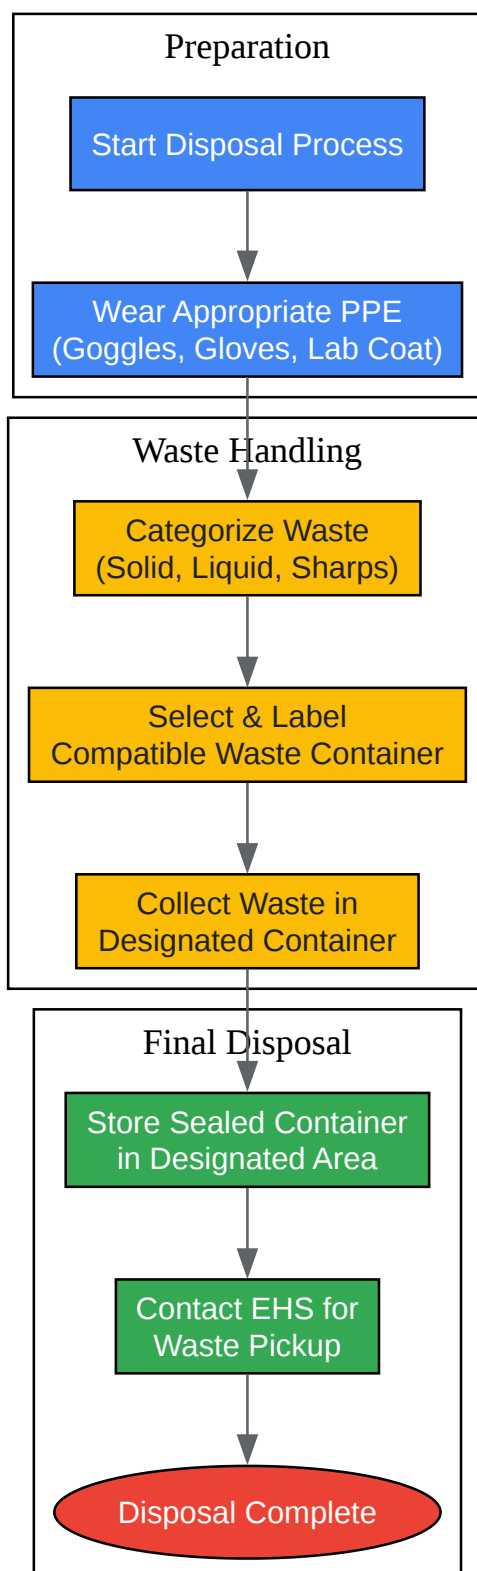 Preparation
Start Disposal Process
Wear Appropriate PPE
(Goggles, Gloves, Lab Coat)
Waste Handling
Categorize Waste
(Solid, Liquid, Sharps)
Select & Label
Compatible Waste Container
Collect Waste in
Designated Container
Final Disposal
Store Sealed Container
in Designated Area
Contact EHS for
Waste Pickup
Disposal Complete